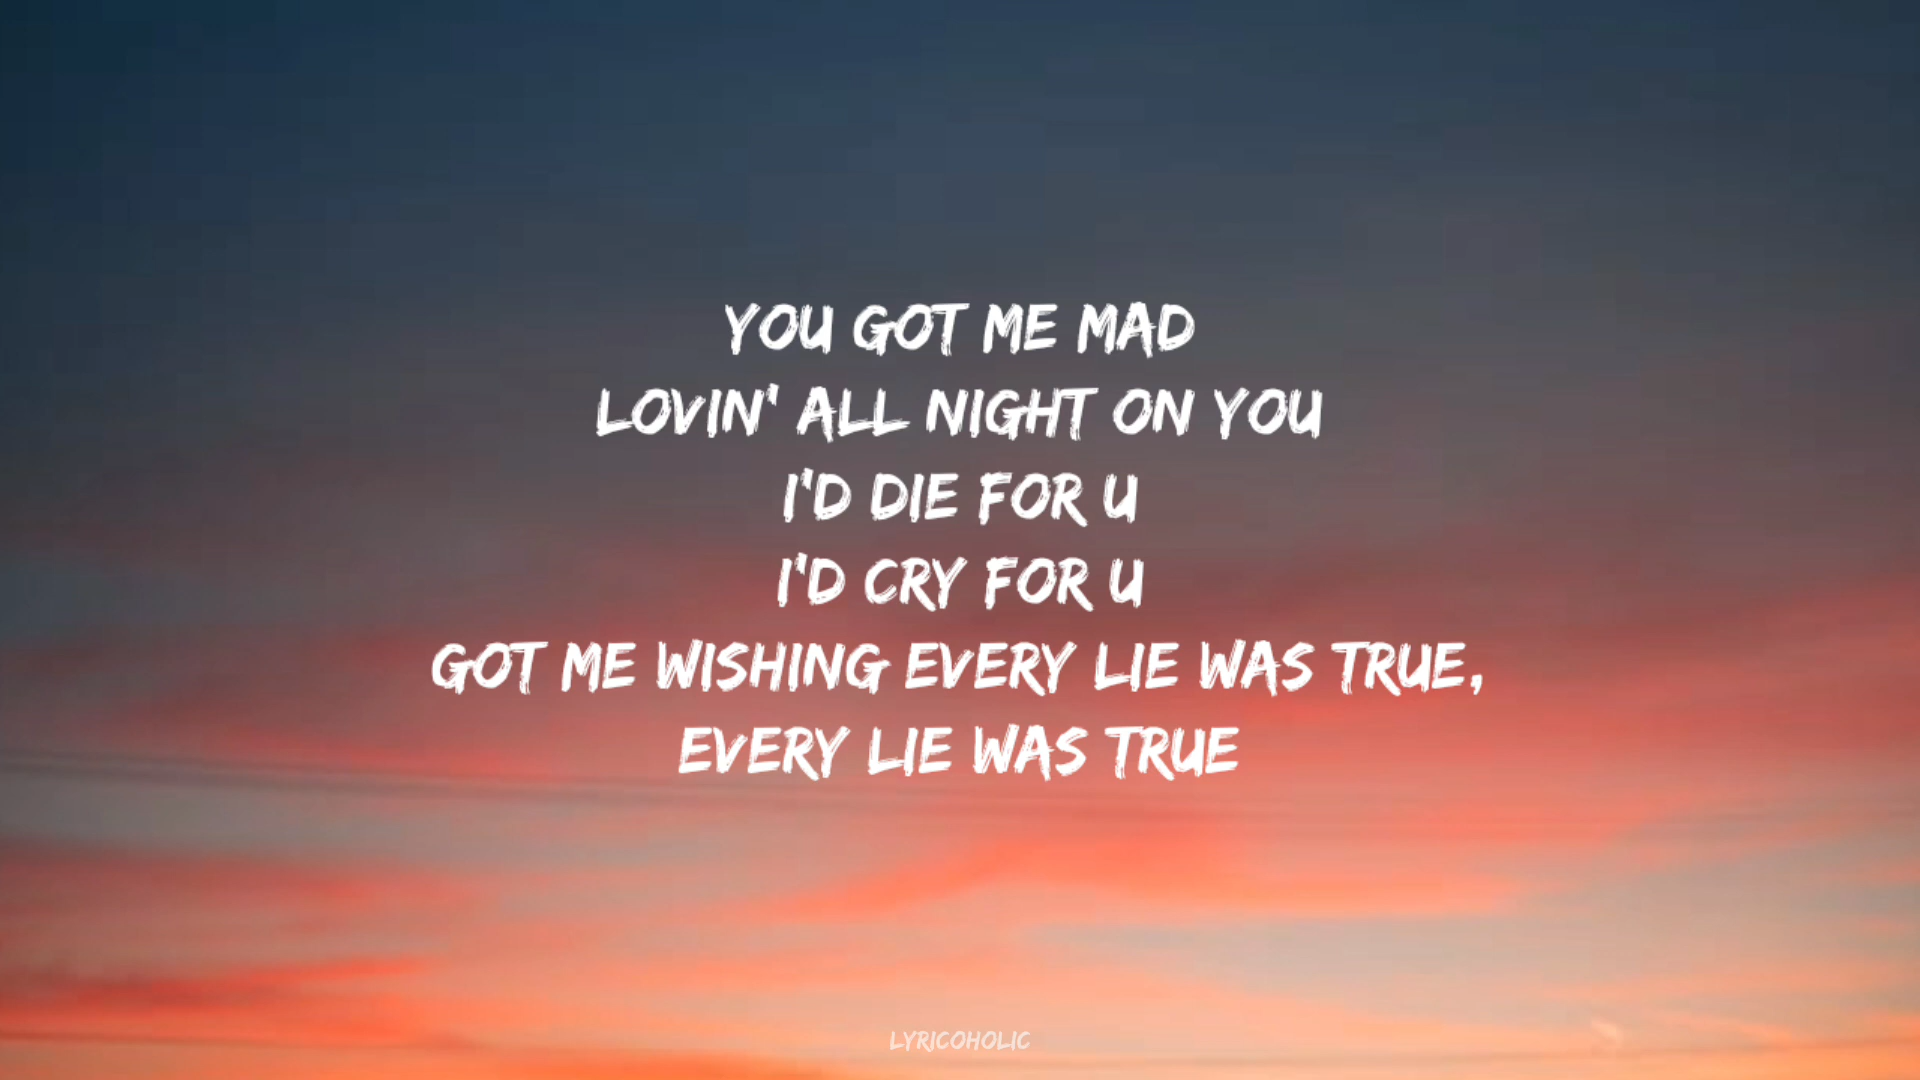 YOU GOT ME MAD
LOVIN' ALL NIGHT ON YOU
I'D DIE FOR U
I'D CRY FOR U
GOT ME WISHING EVERY LIE WAS TRUE,
EVERY LIE WAS TRUE
LYRICOHOLIC